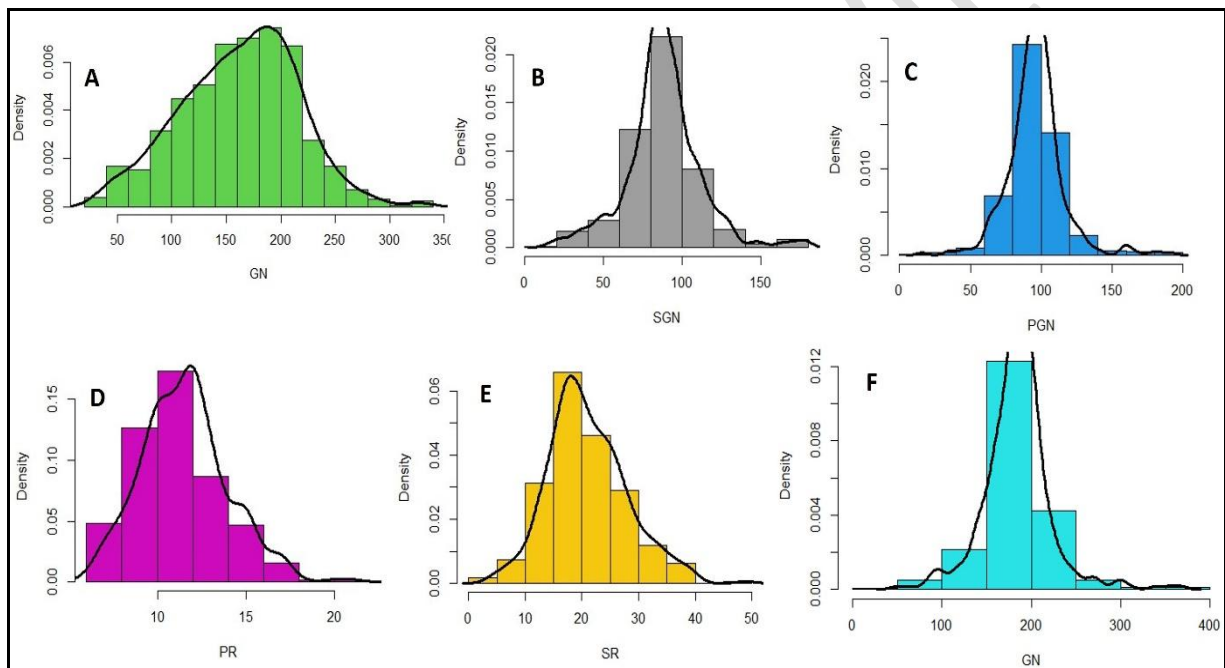 A
Density
0.000 0.002 0.004 0.006
50 100 150 200 250 300 350
GN
B
Density
0.000 0.005 0.010 0.015 0.020
0 50 100 150
SGN
C
Density
0.000 0.010 0.020
0 50 100 150 200
PGN
D
Density
0.00 0.05 0.10 0.15
10 15 20
PR
E
Density
0.00 0.02 0.04 0.06
0 10 20 30 40 50
SR
F
Density
0.000 0.004 0.008 0.012
0 100 200 300 400
GN